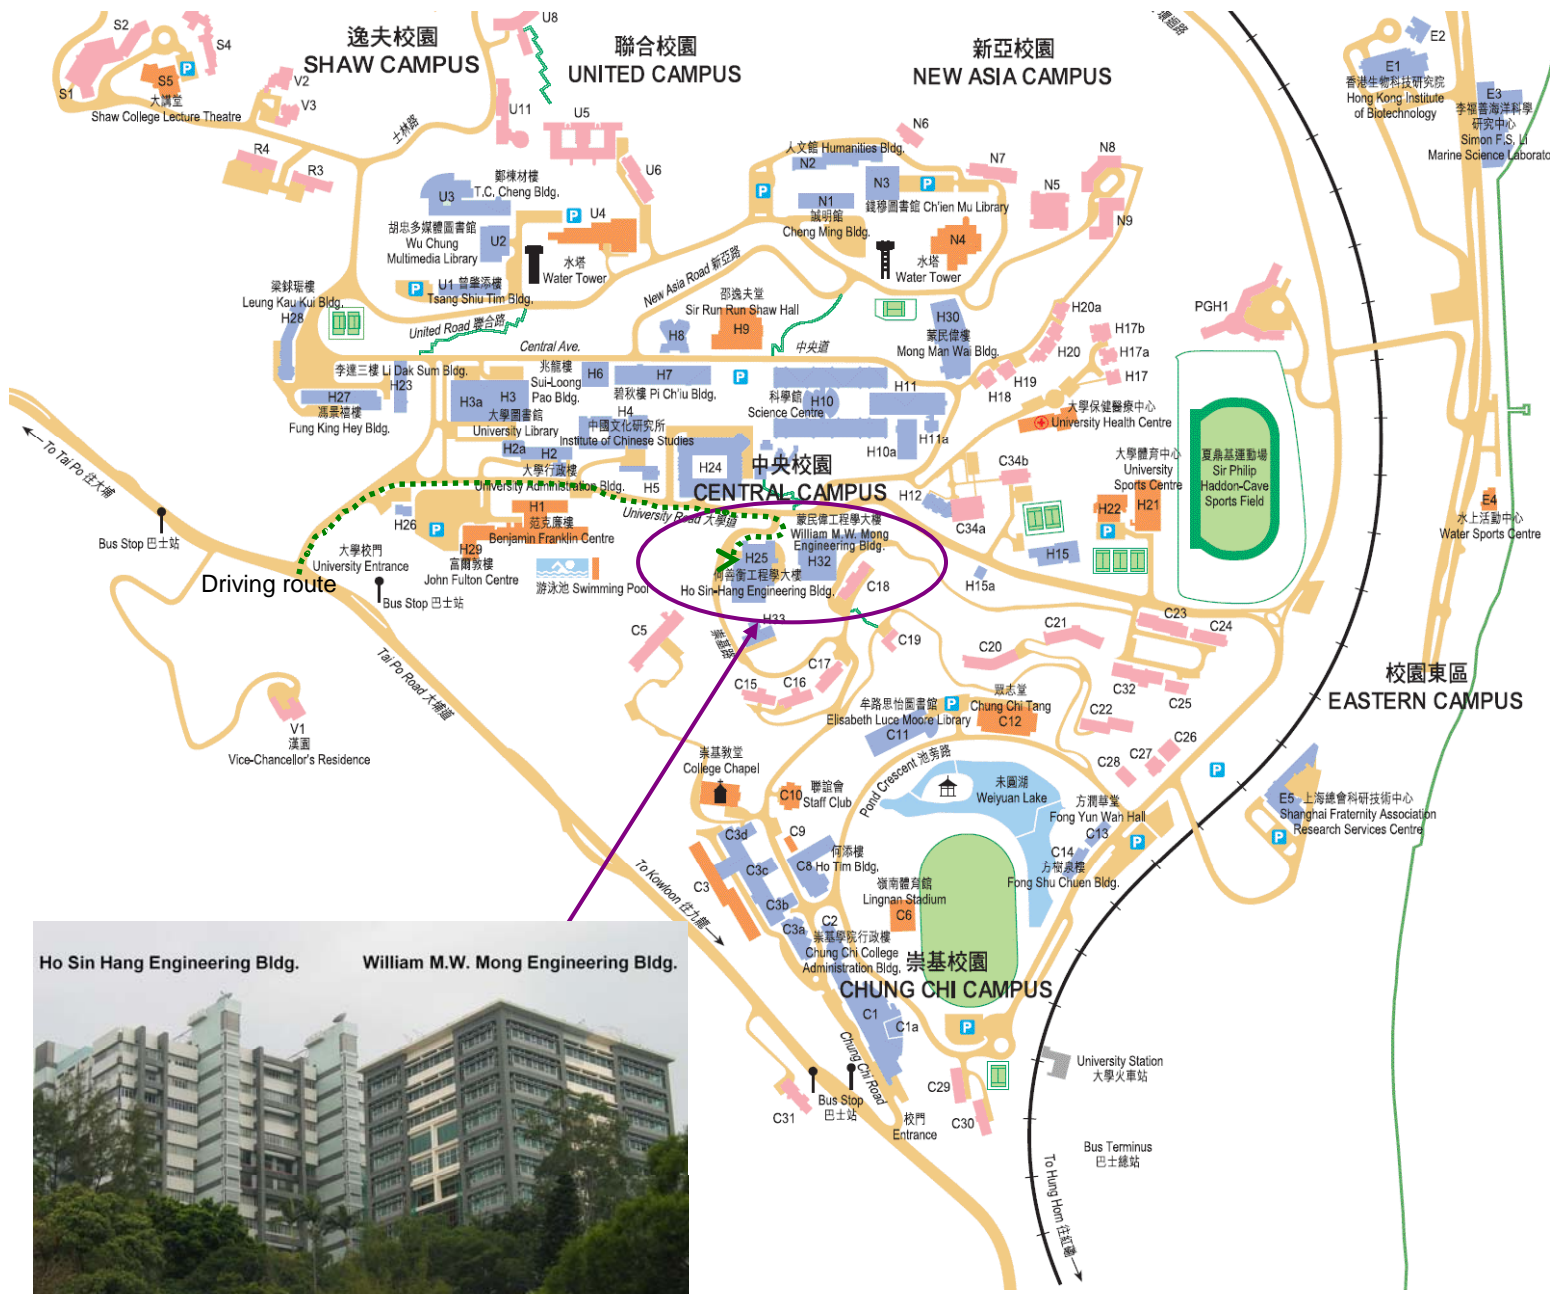 逸夫校園
SHAW CAMPUS
聯合校園
UNITED CAMPUS
新亞校園
NEW ASIA CAMPUS
環迴路
S2
S4
S1
S5
P
大講堂
Shaw College Lecture Theatre
V2
V3
R4
R3
士林路
U8
U11
U5
U6
鄭棟材樓
T.C. Cheng Bldg.
U3
胡忠多媒體圖書館
Wu Chung
Multimedia Library
U2
P
U4
水塔
Water Tower
P
U1 曾肇添樓
Tsang Shiu Tim Bldg.
United Road 聯合路
New Asia Road 新亞路
人文館 Humanities Bldg.
N2
N6
N7
N8
P
N3
P
N5
N1
誠明館
Cheng Ming Bldg.
錢穆圖書館 Ch'ien Mu Library
N9
N4
水塔
Water Tower
E2
E1
香港生物科技研究院
Hong Kong Institute
of Biotechnology
E3
李福善海洋科學
研究中心
Simon F.S. Li
Marine Science Laborato
梁銶琚樓
Leung Kau Kui Bldg.
H28
邵逸夫堂
Sir Run Run Shaw Hall
H8
H9
H30
蒙民偉樓
Mong Man Wai Bldg.
H20a
H17b
H20
H17a
H19
H17
H18
PGH1
Central Ave.
中央道
李達三樓 Li Dak Sum Bldg.
H23
H27
馮景禧樓
Fung King Hey Bldg.
H3a
H3
大學圖書館
University Library
兆龍樓
Sui-Loong
Pao Bldg.
H6
H7
碧秋樓 Pi Ch'iu Bldg.
P
科學館
Science Centre
H10
H11
H11a
H10a
H4
中國文化研究所
Institute of Chinese Studies
H2a
H2
大學行政樓
University Administration Bldg.
H5
H24
中央校園
CENTRAL CAMPUS
大學保健醫療中心
University Health Centre
C34b
C34a
H12
大學體育中心
University
Sports Centre
H22
H21
P
H15
H15a
夏鼎基運動場
Sir Philip
Haddon-Cave
Sports Field
E4
水上活動中心
Water Sports Centre
To Tai Po 往大埔
Bus Stop 巴士站
H26
P
H1
范克廉樓
Benjamin Franklin Centre
H29
富爾敦樓
John Fulton Centre
University Road 大學道
大學校門
University Entrance
Driving route
Bus Stop 巴士站
游泳池 Swimming Pool
蒙民偉工程學大樓
William M.W. Mong
Engineering Bldg.
H25
H32
何善衡工程學大樓
Ho Sin-Hang Engineering Bldg.
C18
H33
崇基路
C5
C19
C15
C16
C17
C20
C21
C23
C24
C32
C25
C22
C26
C27
C28
Tai Po Road 大埔道
V1
漢園
Vice-Chancellor's Residence
校園東區
EASTERN CAMPUS
牟路思怡圖書館
Elisabeth Luce Moore Library
C11
P
眾志堂
Chung Chi Tang
C12
崇基教堂
College Chapel
C10
聯誼會
Staff Club
Pond Crescent 池旁路
未圓湖
Weiyuan Lake
方潤華堂
Fong Yun Wah Hall
C13
C14
方樹泉樓
Fong Shu Chuen Bldg.
P
P
E5
上海總會科研技術中心
Shanghai Fraternity Association
Research Services Centre
P
C3d
C9
C3c
何添樓
C8 Ho Tim Bldg.
C3
C3b
C3a
C2
嶺南體育館
Lingnan Stadium
C6
崇基學院行政樓
Chung Chi College
Administration Bldg.
崇基校園
CHUNG CHI CAMPUS
To Kowloon 往九龍
C1
C1a
P
Chung Chi Road
C31
Bus Stop
巴士站
C29
C30
校門
Entrance
University Station
大學火車站
Bus Terminus
巴士總站
To Hung Hom 往紅磡
Ho Sin Hang Engineering Bldg.
William M.W. Mong Engineering Bldg.